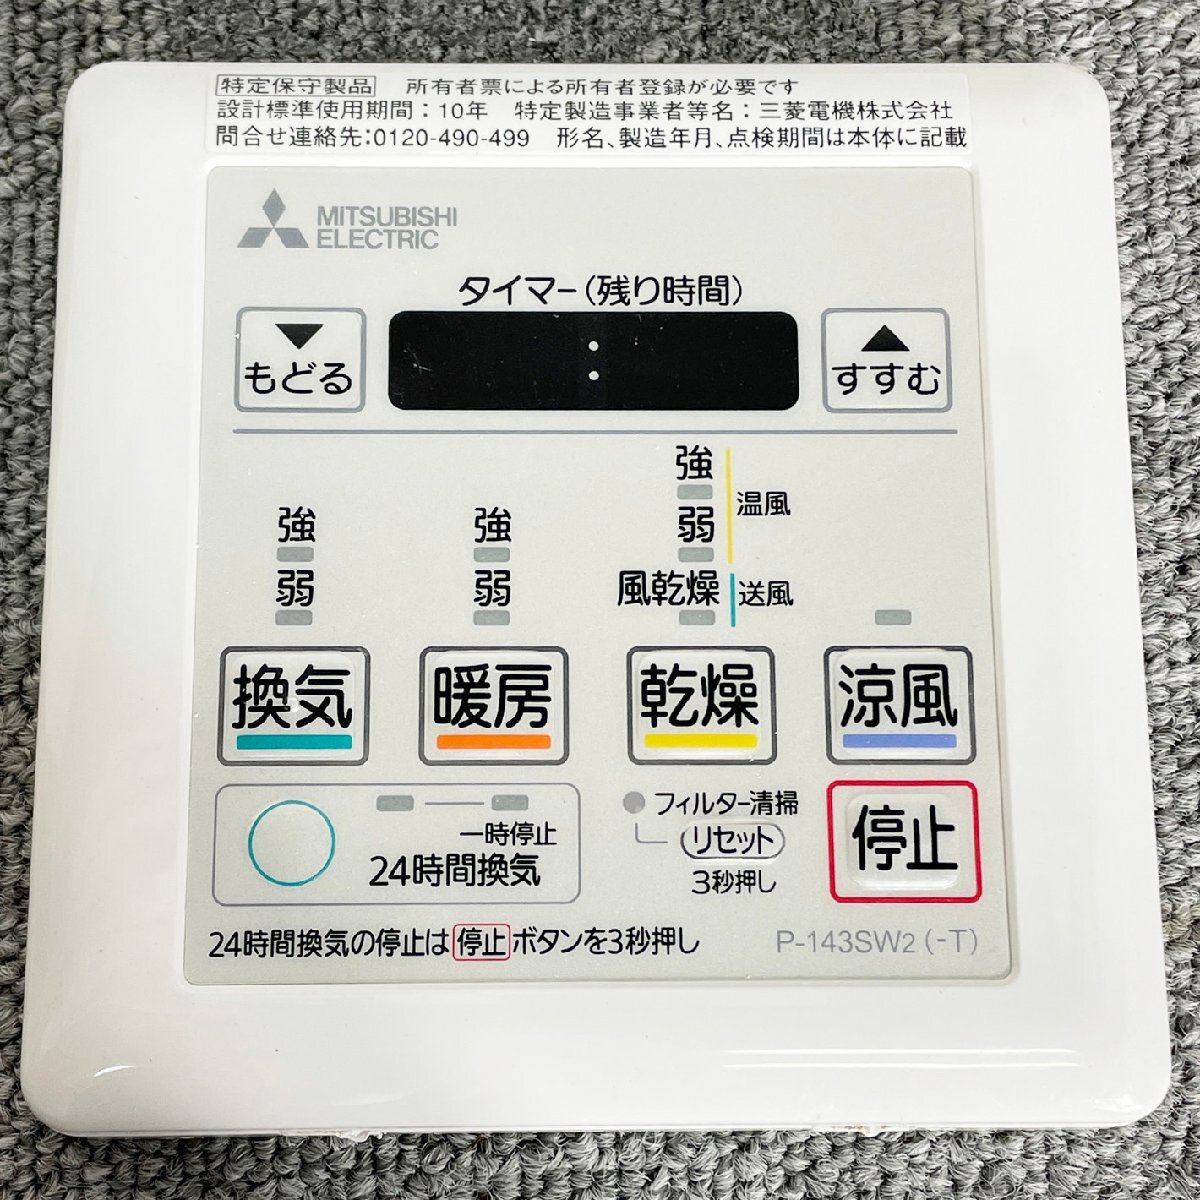 特定保守製品 所有者票による所有者登録が必要です
設計標準使用期間：10年 特定製造事業者等名：三菱電機株式会社
問合せ連絡先:0120-490-499 形名、製造年月、点検期間は本体に記載
MITSUBISHI
ELECTRIC
タイマー(残り時間)
▼
もどる
:
▲
すすむ
強
弱
強
弱
強
弱
温風
風乾燥
送風
換気
暖房
乾燥
涼風
一時停止
24時間換気
フィルター清掃
リセット
3秒押し
停止
24時間換気の停止は停止ボタンを3秒押し
P-143SW2(-T)